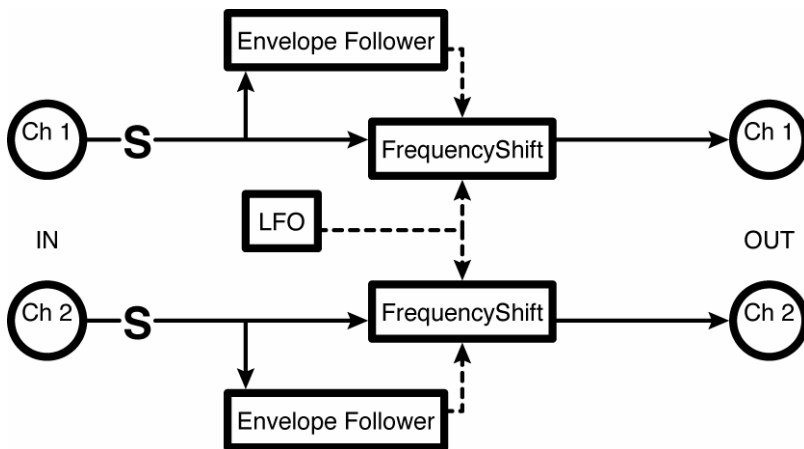 Envelope Follower
Ch 1
S
FrequencyShift
Ch 1
LFO
IN
OUT
Ch 2
S
FrequencyShift
Ch 2
Envelope Follower